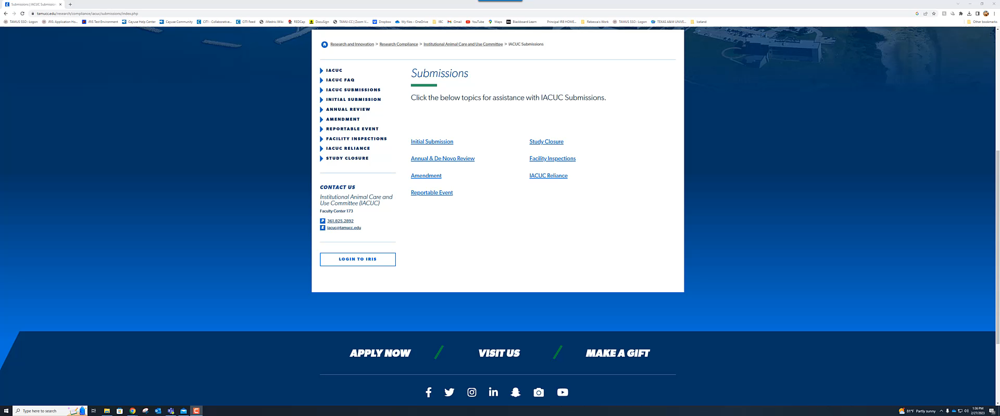 Submissions | IACUC Submission
tamucc.edu/research/compliance/iacuc/submissions/index.php
TAMUS SSO : Logon
iRIS: Application Ho...
iRIS Test Environment
Cayuse Help Center
Cayuse Community
CITI - Collaborative...
CITI Feed
iMedris iWiki
REDCap
DocuSign
TAMU-CC | Zoom V...
Dropbox
My files - OneDrive
IBC
Gmail
YouTube
Maps
Blackboard Learn
Principal IRB HOME...
Rebecca's Work
TAMUS SSO : Logon
TEXAS A&M UNIVE...
Iceland
Other bookmarks
Research and Innovation > Research Compliance > Institutional Animal Care and Use Committee > IACUC Submissions
IACUC
IACUC FAQ
IACUC SUBMISSIONS
INITIAL SUBMISSION
ANNUAL REVIEW
AMENDMENT
REPORTABLE EVENT
FACILITY INSPECTIONS
IACUC RELIANCE
STUDY CLOSURE
CONTACT US
Institutional Animal Care and
Use Committee (IACUC)
Faculty Center 173
P 361.825.2892
E iacuc@tamucc.edu
LOGIN TO IRIS
Submissions
Click the below topics for assistance with IACUC Submissions.
Initial Submission
Study Closure
Annual & De Novo Review
Facility Inspections
Amendment
IACUC Reliance
Reportable Event
APPLY NOW
VISIT US
MAKE A GIFT
Type here to search
81°F Partly sunny
1:36 PM
2/27/2023